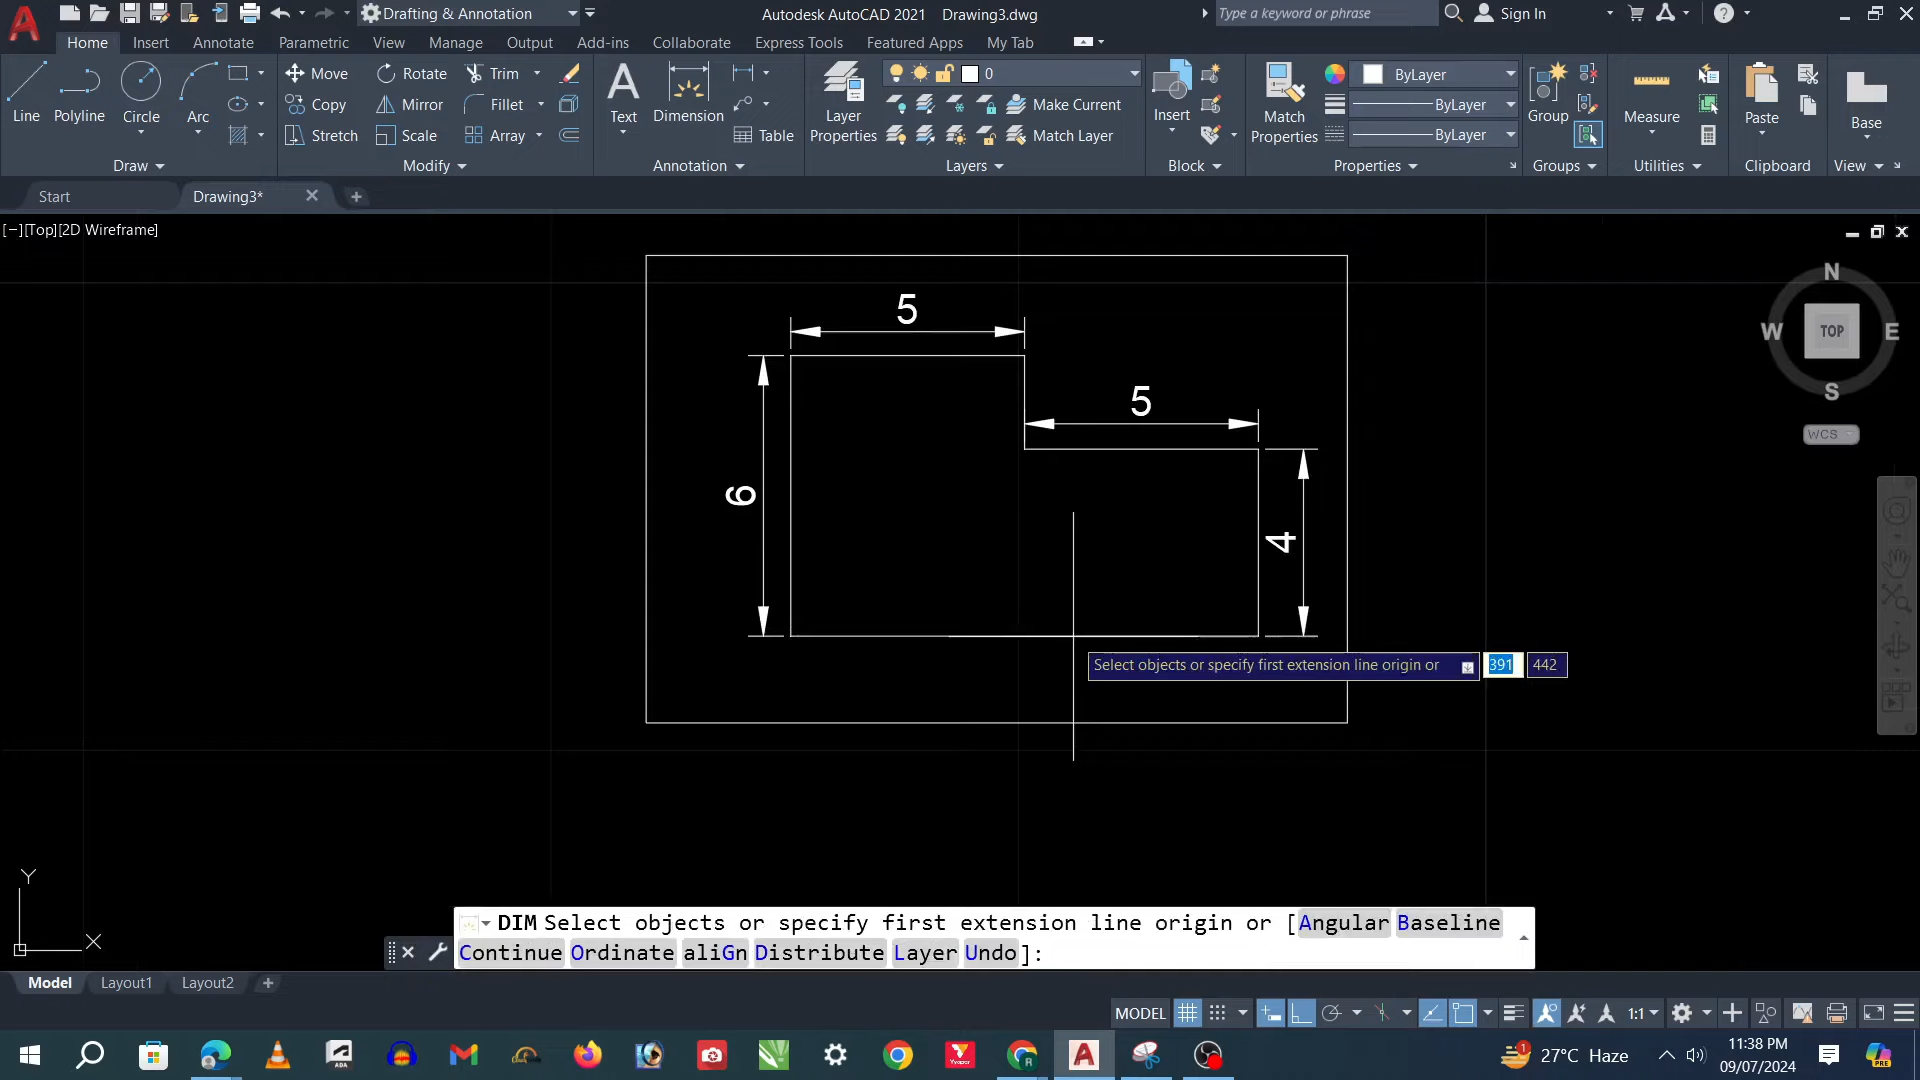 Drafting & Annotation
Autodesk AutoCAD 2021 Drawing3.dwg
Type a keyword or phrase
Sign In
Home Insert Annotate Parametric View Manage Output Add-ins Collaborate Express Tools Featured Apps My Tab
Line Polyline Circle Arc
Move Rotate Trim
Copy Mirror Fillet
Stretch Scale Array
Text Dimension Table
Layer Properties
0
Make Current
Match Layer
Insert
Match Properties
ByLayer
ByLayer
ByLayer
Group
Measure
Paste
Base
Draw Modify Annotation Layers Block Properties Groups Utilities Clipboard View
Start Drawing3*
[−][Top][2D Wireframe]
N
W TOP E
S
WCS
5
5
6
4
Select objects or specify first extension line origin or 391 442
Y
X
DIM Select objects or specify first extension line origin or [Angular Baseline
Continue Ordinate aliGn Distribute Layer Undo]:
Model Layout1 Layout2
MODEL 1:1
ADA
1
27°C Haze
11:38 PM
09/07/2024
PRE